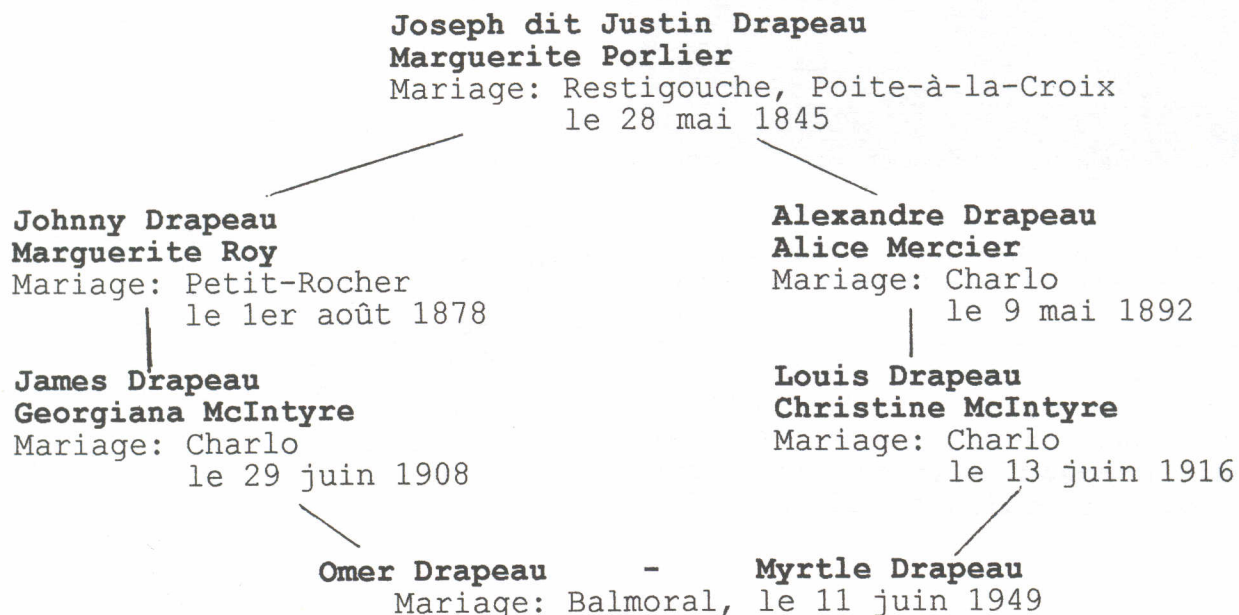 Joseph dit Justin Drapeau
Marguerite Porlier
Mariage: Restigouche, Poite-à-la-Croix
le 28 mai 1845
Johnny Drapeau
Marguerite Roy
Mariage: Petit-Rocher
le 1er août 1878
Alexandre Drapeau
Alice Mercier
Mariage: Charlo
le 9 mai 1892
James Drapeau
Georgiana McIntyre
Mariage: Charlo
le 29 juin 1908
Louis Drapeau
Christine McIntyre
Mariage: Charlo
le 13 juin 1916
Omer Drapeau - Myrtle Drapeau
Mariage: Balmoral, le 11 juin 1949